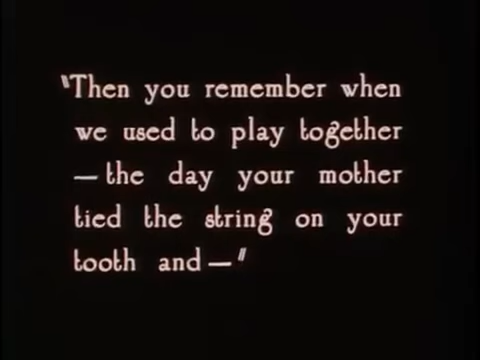 "Then you remember when
we used to play together
—the day your mother
tied the string on your
tooth and—"